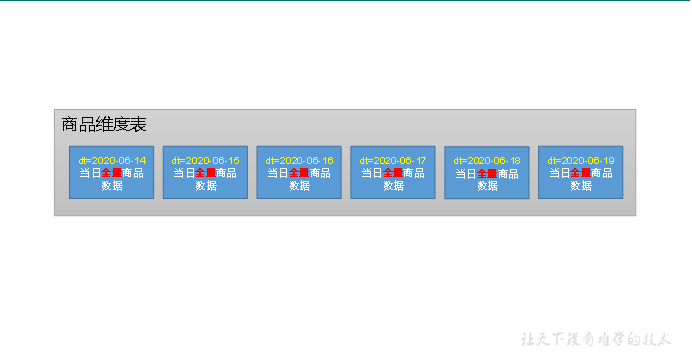 商品维度表
dt=2020-06-14
当日全量商品
数据
dt=2020-06-15
当日全量商品
数据
dt=2020-06-16
当日全量商品
数据
dt=2020-06-17
当日全量商品
数据
dt=2020-06-18
当日全量商品
数据
dt=2020-06-19
当日全量商品
数据
让天下没有难学的技术